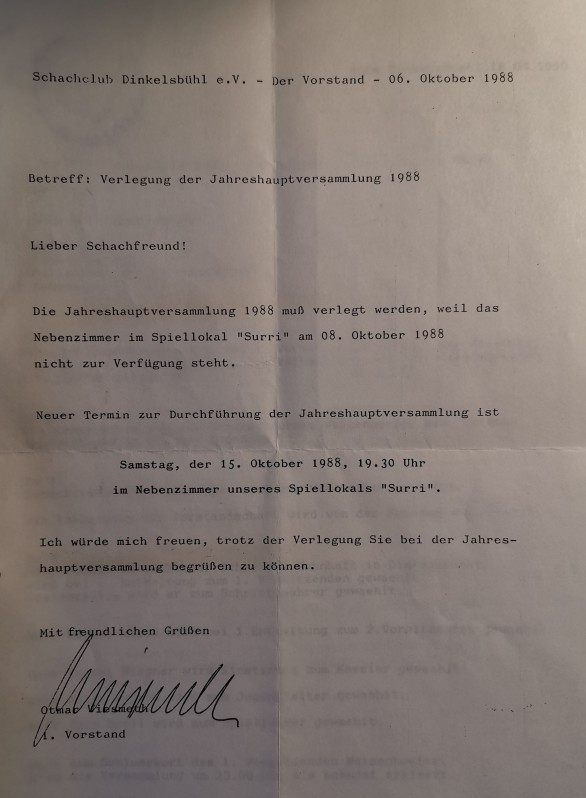 Schachclub Dinkelsbühl e.V. - Der Vorstand - 06. Oktober 1988
Betreff: Verlegung der Jahreshauptversammlung 1988
Lieber Schachfreund!
Die Jahreshauptversammlung 1988 muß verlegt werden, weil das
Nebenzimmer im Spiellokal "Surri" am 08. Oktober 1988
nicht zur Verfügung steht.
Neuer Termin zur Durchführung der Jahreshauptversammlung ist
Samstag, der 15. Oktober 1988, 19.30 Uhr
im Nebenzimmer unseres Spiellokals "Surri".
Ich würde mich freuen, trotz der Verlegung Sie bei der Jahres-
hauptversammlung begrüßen zu können.
Mit freundlichen Grüßen
Otmar
1. Vorstand